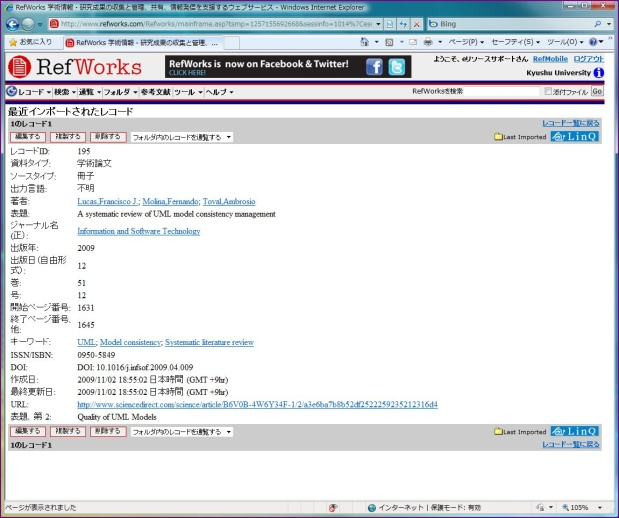 RefWorks 学術情報・研究成果の収集と管理、共有、情報発信を支援するウェブサービス - Windows Internet Explorer
http://www.refworks.com/Refworks/mainframe.asp?tsmp=1257155692668&sessinfo=1014%7Cesr
Bing
お気に入り
RefWorks 学術情報・研究成果の収集と管理、...
ページ(P)
セーフティ(S)
ツール(O)
RefWorks
RefWorks is now on Facebook & Twitter!
CLICK HERE!
ようこそ、eリソースサポートさん RefMobile ログアウト
Kyushu University
レコード 検索 通覧 フォルダ 参考文献 ツール ヘルプ
RefWorksを検索
添付ファイル Go
最近インポートされたレコード
1のレコード1
レコード一覧に戻る
編集する 複製する 削除する フォルダ内のレコードを通覧する
Last Imported LinQ
レコードID: 195
資料タイプ: 学術論文
ソースタイプ: 冊子
出力言語: 不明
著者: Lucas,Francisco J.; Molina,Fernando; Toval,Ambrosio
表題: A systematic review of UML model consistency management
ジャーナル名
(正): Information and Software Technology
出版年: 2009
出版日(自由形
式): 12
巻: 51
号: 12
開始ページ番号: 1631
終了ページ番号、
他: 1645
キーワード: UML; Model consistency; Systematic literature review
ISSN/ISBN: 0950-5849
DOI: DOI: 10.1016/j.infsof.2009.04.009
作成日: 2009/11/02 18:55:02 日本時間 (GMT +9hr)
最終更新日: 2009/11/02 18:55:02 日本時間 (GMT +9hr)
URL: http://www.sciencedirect.com/science/article/B6V0B-4W6Y34F-1/2/a3e6ba7b8b52df2522259235212316d4
表題、第 2: Quality of UML Models
編集する 複製する 削除する フォルダ内のレコードを通覧する
Last Imported LinQ
1のレコード1
レコード一覧に戻る
ページが表示されました
インターネット | 保護モード: 有効
105%